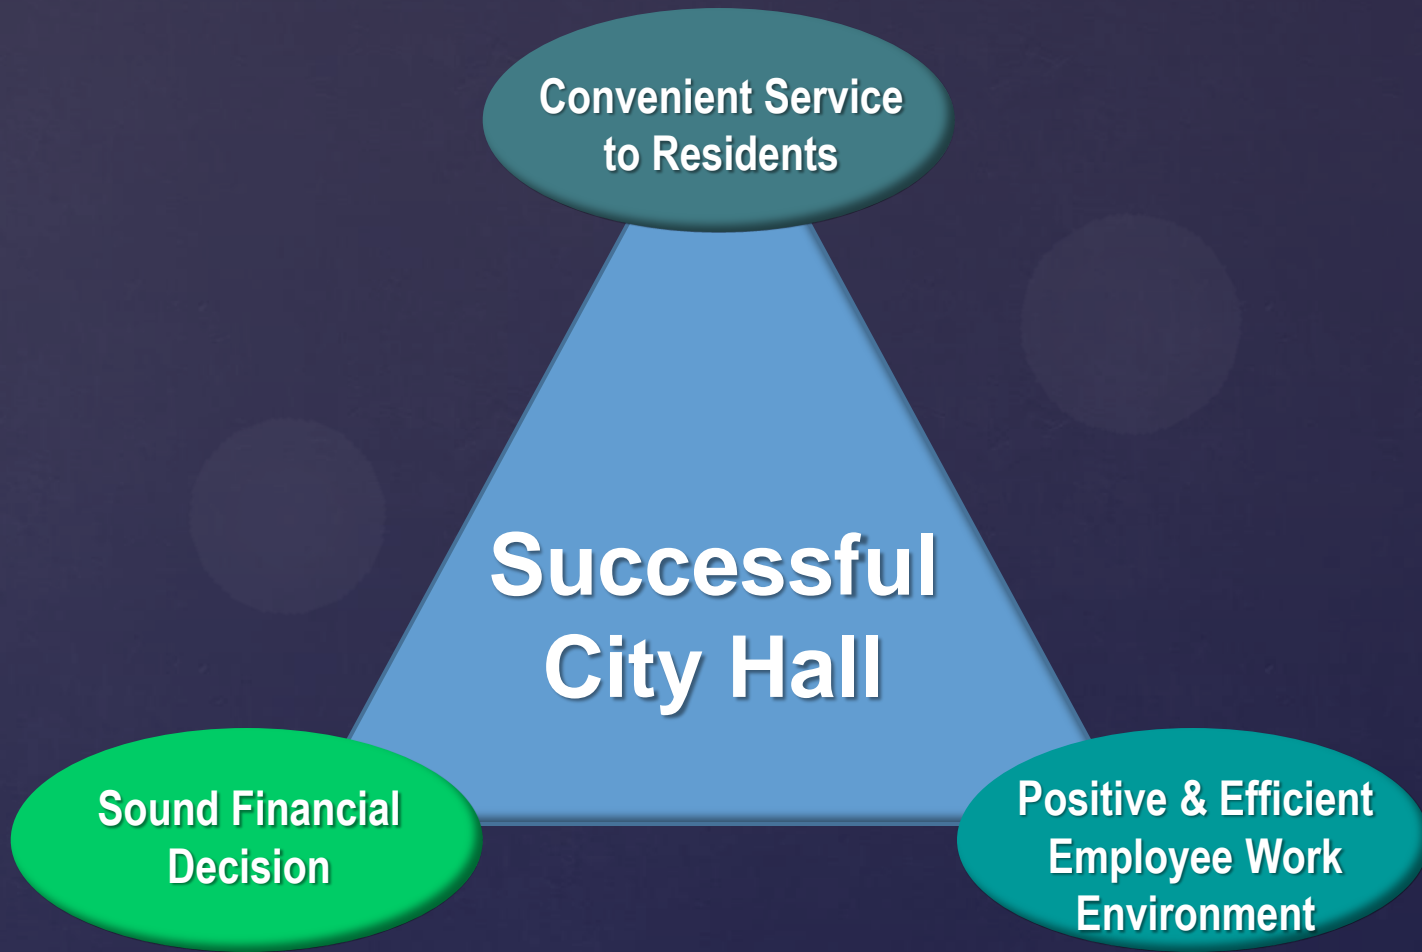 Convenient Service
to Residents
Successful
City Hall
Sound Financial
Decision
Positive & Efficient
Employee Work
Environment